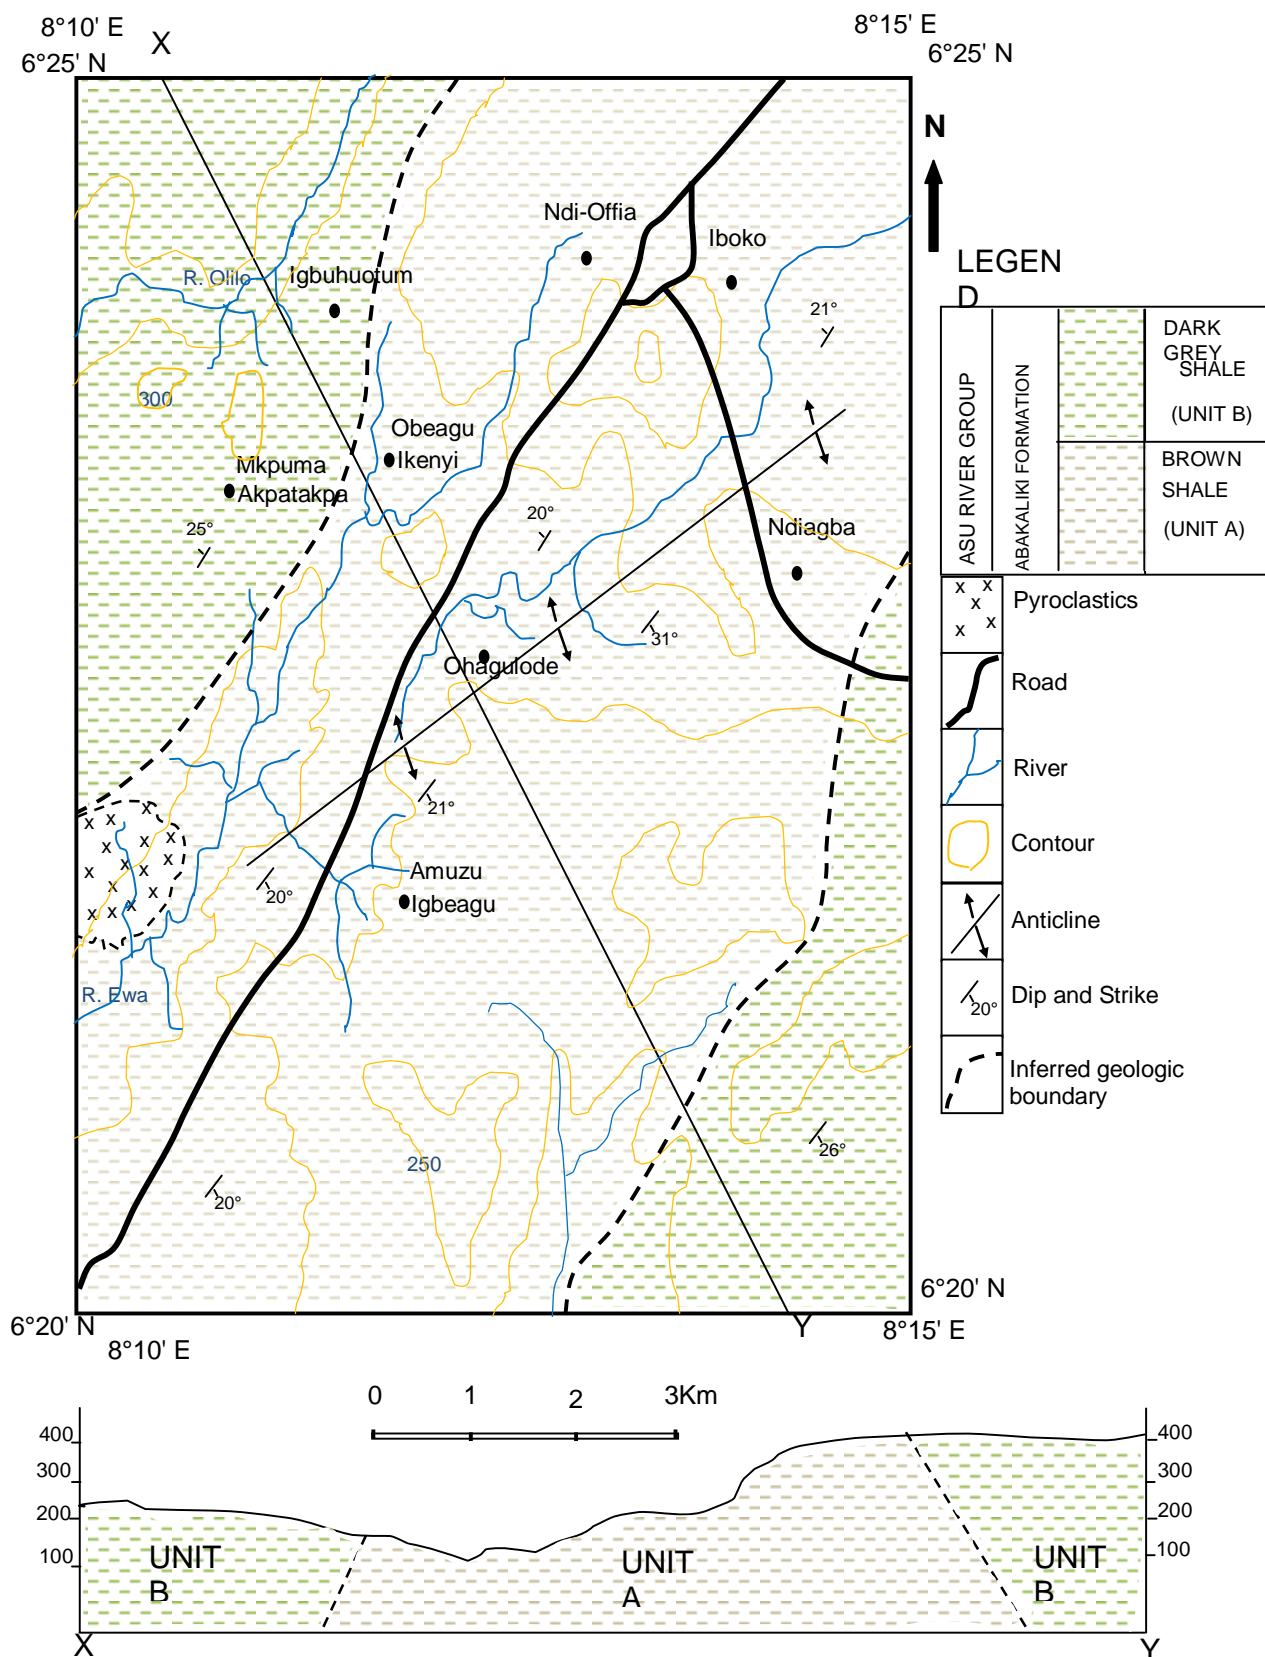 8°10' E
8°15' E
X
6°25' N
6°25' N
N
Ndi-Offia
Iboko
LEGEN
D
R. Olilo
Igbuhuotum
21°
300
Obeagu
Ikenyi
Mkpuma
Akpatakpa
25°
20°
Ndiagba
31°
Ohagulode
21°
20°
Amuzu
Igbeagu
R. Ewa
250
26°
20°
6°20' N
6°20' N
Y
8°15' E
8°10' E
ASU RIVER GROUP
ABAKALIKI FORMATION
DARK
GREY
SHALE
(UNIT B)
BROWN
SHALE
(UNIT A)
x x
x
x x
Pyroclastics
Road
River
Contour
Anticline
20°
Dip and Strike
Inferred geologic
boundary
0 1 2 3Km
400
300
200
100
400
300
200
100
UNIT
B
UNIT
A
UNIT
B
X
Y